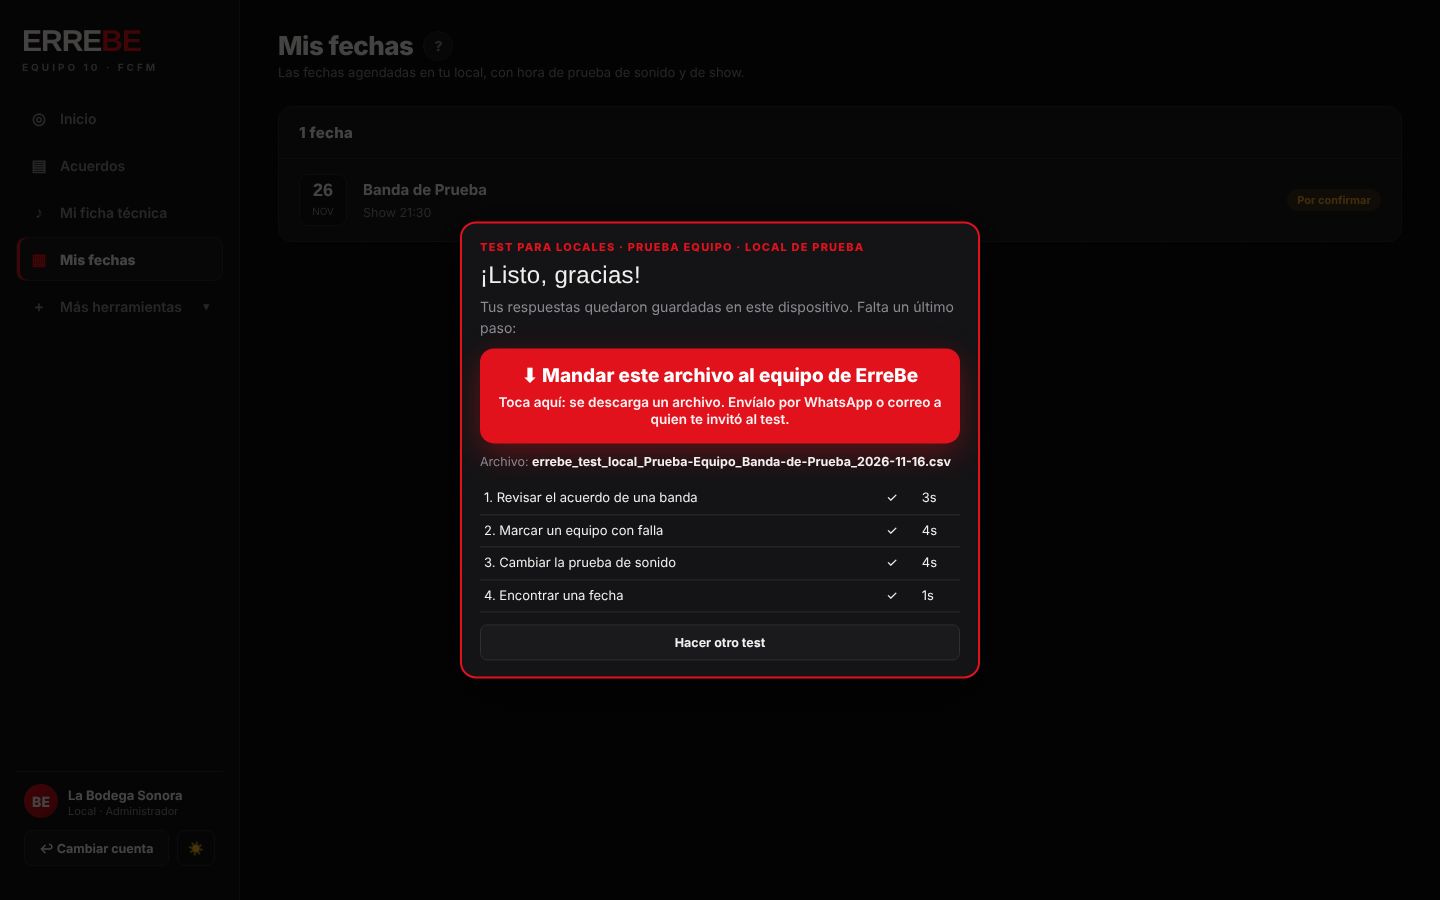 ERREBE
EQUIPO 10 · FCFM
Inicio
Acuerdos
Mi ficha técnica
Mis fechas
Más herramientas
La Bodega Sonora
Local · Administrador
BE
Cambiar cuenta
Mis fechas ?
Las fechas agendadas en tu local, con hora de prueba de sonido y de show.
1 fecha
26
NOV
Banda de Prueba
Show 21:30
Por confirmar
TEST PARA LOCALES · PRUEBA EQUIPO · LOCAL DE PRUEBA
¡Listo, gracias!
Tus respuestas quedaron guardadas en este dispositivo. Falta un último
paso:
⬇ Mandar este archivo al equipo de ErreBe
Toca aquí: se descarga un archivo. Envíalo por WhatsApp o correo a
quien te invitó al test.
Archivo: errebe_test_local_Prueba-Equipo_Banda-de-Prueba_2026-11-16.csv
1. Revisar el acuerdo de una banda ✓ 3s
2. Marcar un equipo con falla ✓ 4s
3. Cambiar la prueba de sonido ✓ 4s
4. Encontrar una fecha ✓ 1s
Hacer otro test